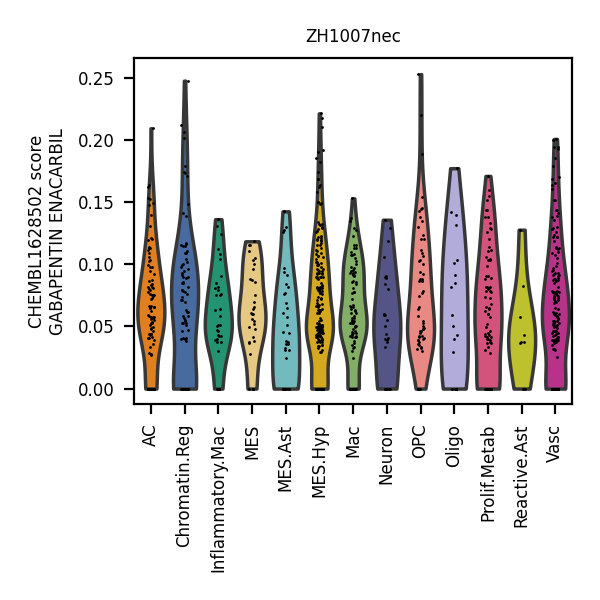 ZH1007nec
CHEMBL1628502 score
GABAPENTIN ENACARBIL
0.25
0.20
0.15
0.10
0.05
0.00
AC
Chromatin.Reg
Inflammatory.Mac
MES
MES.Ast
MES.Hyp
Mac
Neuron
OPC
Oligo
Prolif.Metab
Reactive.Ast
Vasc